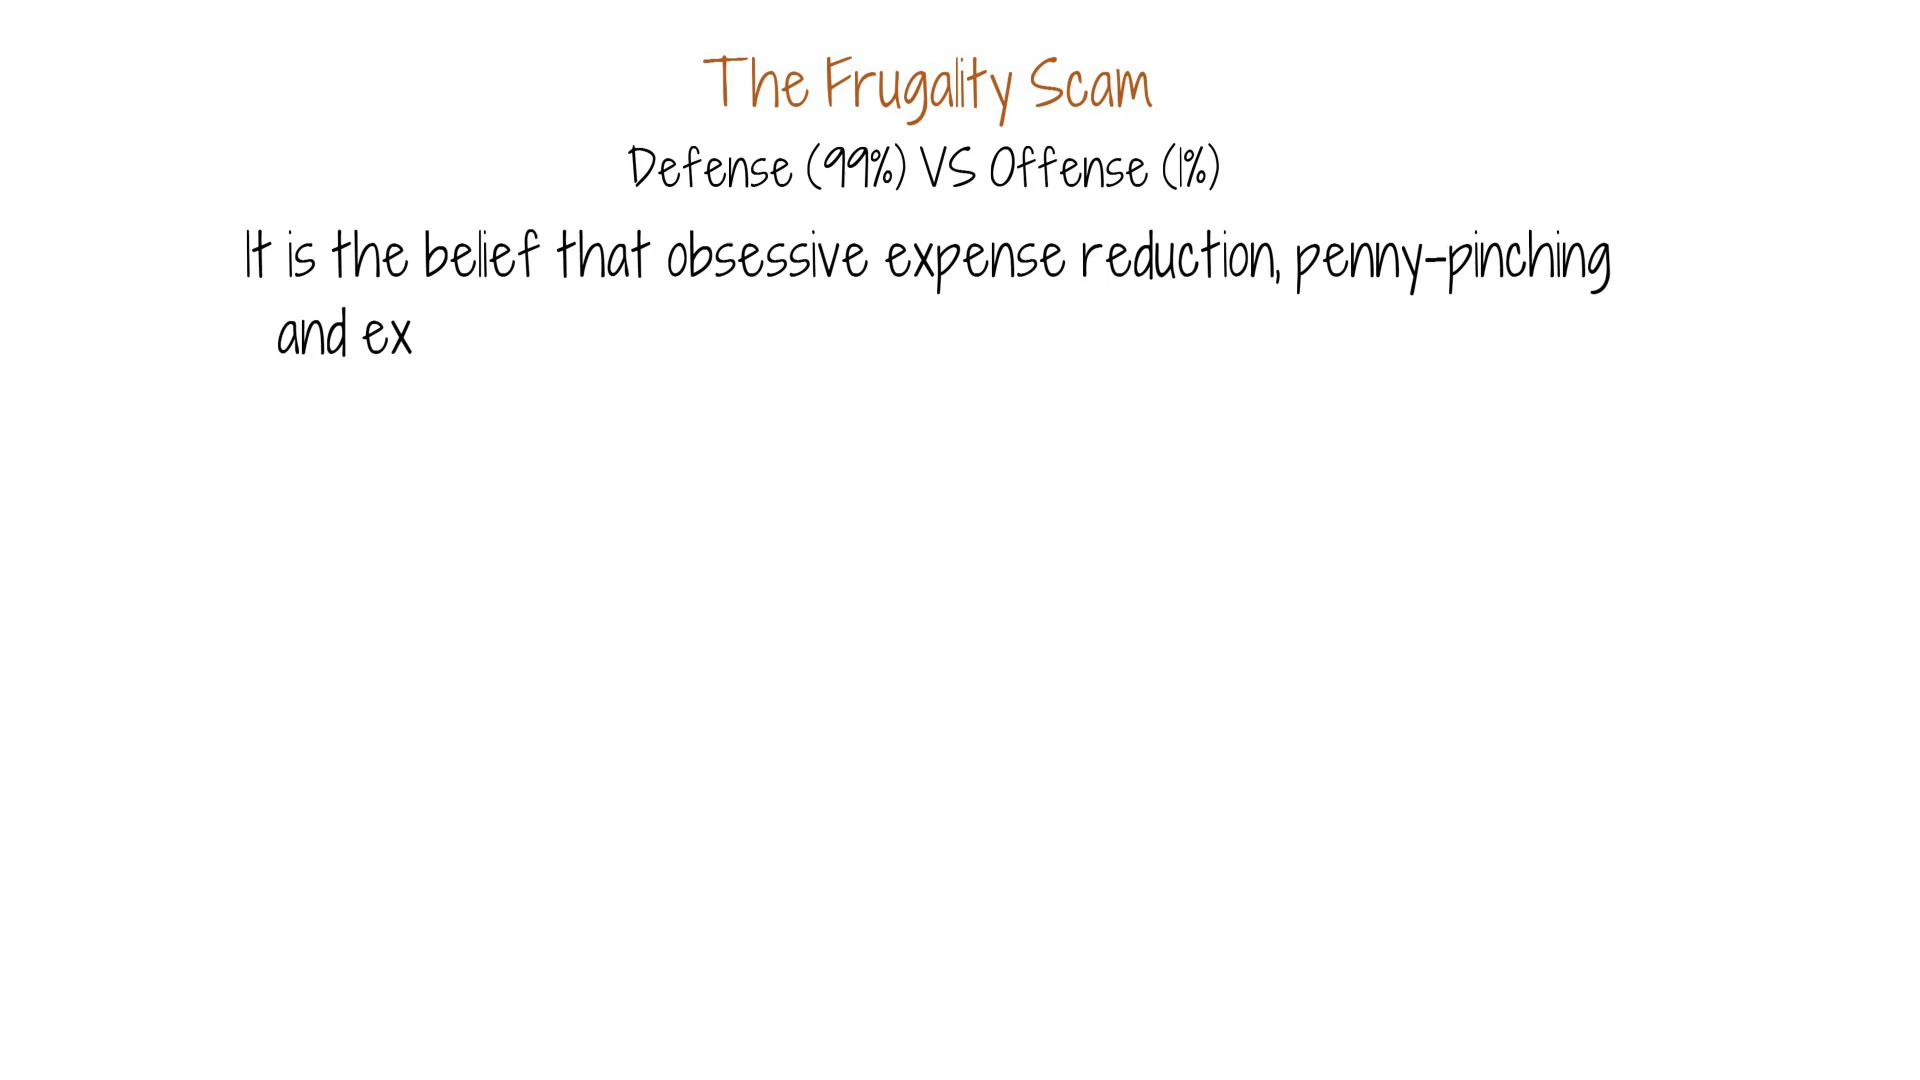 The Frugality Scam
Defense (99%) VS Offense (1%)
It is the belief that obsessive expense reduction, penny-pinching
and ex